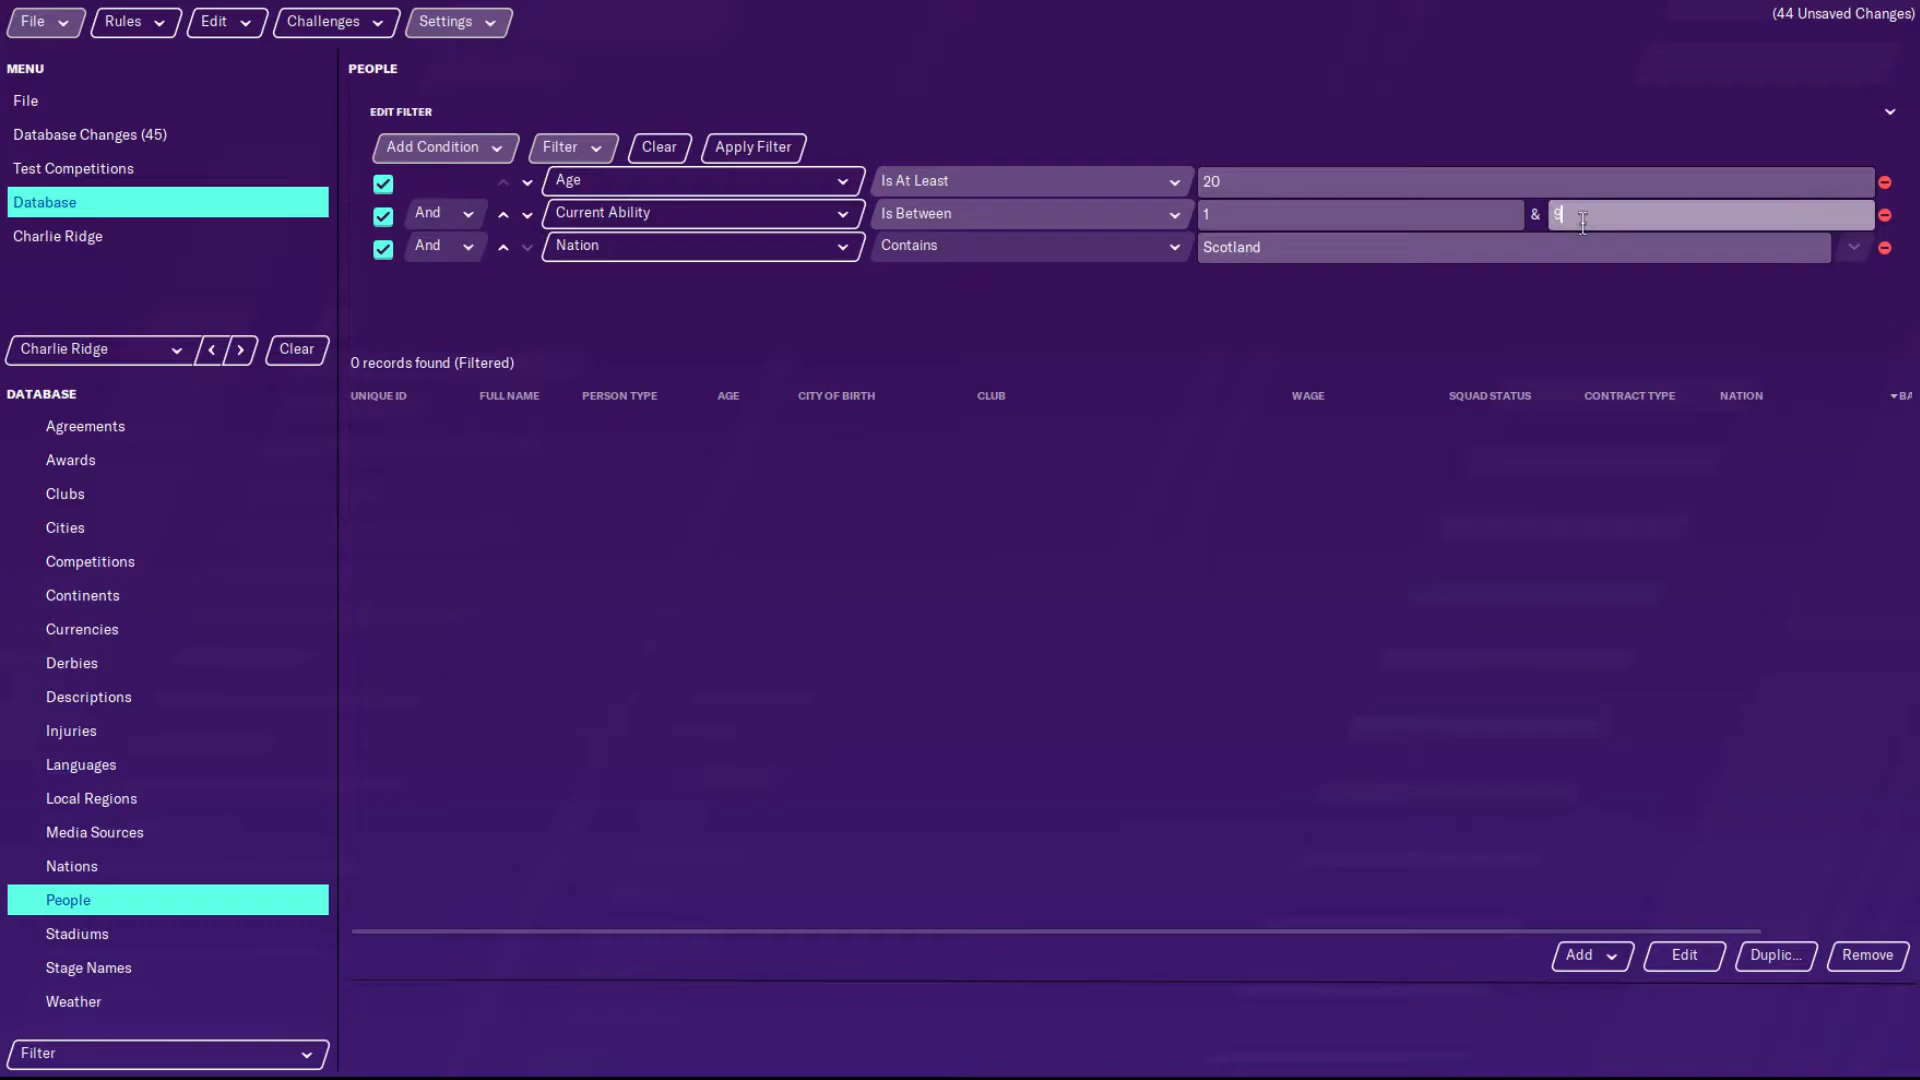 File
Rules
Edit
Challenges
Settings
(44 Unsaved Changes)
MENU
File
Database Changes (45)
Test Competitions
Database
Charlie Ridge
Charlie Ridge
Clear
DATABASE
Agreements
Awards
Clubs
Cities
Competitions
Continents
Currencies
Derbies
Descriptions
Injuries
Languages
Local Regions
Media Sources
Nations
People
Stadiums
Stage Names
Weather
Filter
PEOPLE
EDIT FILTER
Add Condition
Filter
Clear
Apply Filter
Age Is At Least 20
And Current Ability Is Between 1 & 9
And Nation Contains Scotland
0 records found (Filtered)
UNIQUE ID FULL NAME PERSON TYPE AGE CITY OF BIRTH CLUB WAGE SQUAD STATUS CONTRACT TYPE NATION BA
Add
Edit
Duplic...
Remove